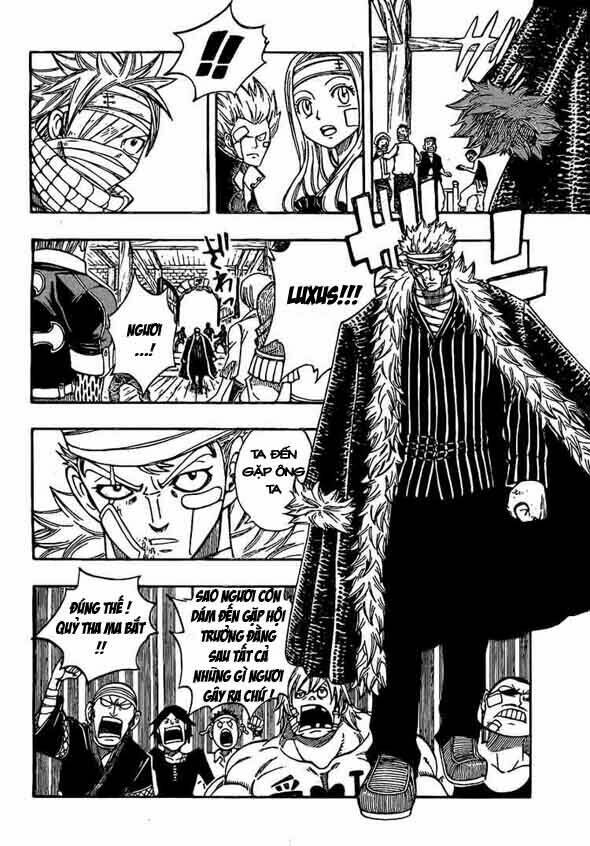 !!
LUXUS!!!
NGƯƠI
...!
TA ĐẾN
GẶP ÔNG
TA
SAO NGƯƠI CÒN
DÁM ĐẾN GẶP HỘI
TRƯỞNG ĐẰNG
SAU TẤT CẢ
NHỮNG GÌ NGƯƠI
GÂY RA CHỨ !
ĐÚNG THẾ !
QUỶ THA MA BẮT
!!